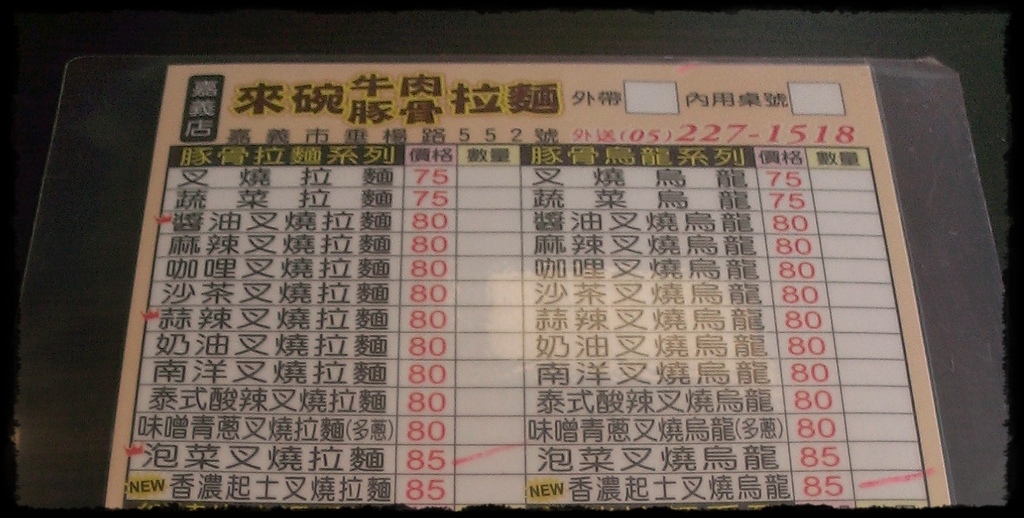 嘉義店 來碗牛肉豚骨拉麵 外帶 內用桌號
嘉義市垂楊路552號 外送(05)227-1518
豚骨拉麵系列 價格 數量 豚骨烏龍系列 價格 數量
叉燒拉麵 75 叉燒烏龍 75
蔬菜拉麵 75 蔬菜烏龍 75
醬油叉燒拉麵 80 醬油叉燒烏龍 80
麻辣叉燒拉麵 80 麻辣叉燒烏龍 80
咖哩叉燒拉麵 80 咖哩叉燒烏龍 80
沙茶叉燒拉麵 80 沙茶叉燒烏龍 80
蒜辣叉燒拉麵 80 蒜辣叉燒烏龍 80
奶油叉燒拉麵 80 奶油叉燒烏龍 80
南洋叉燒拉麵 80 南洋叉燒烏龍 80
泰式酸辣叉燒拉麵 80 泰式酸辣叉燒烏龍 80
味噌青蔥叉燒拉麵(多蔥) 80 味噌青蔥叉燒烏龍(多蔥) 80
泡菜叉燒拉麵 85 泡菜叉燒烏龍 85
NEW 香濃起士叉燒拉麵 85 NEW 香濃起士叉燒烏龍 85